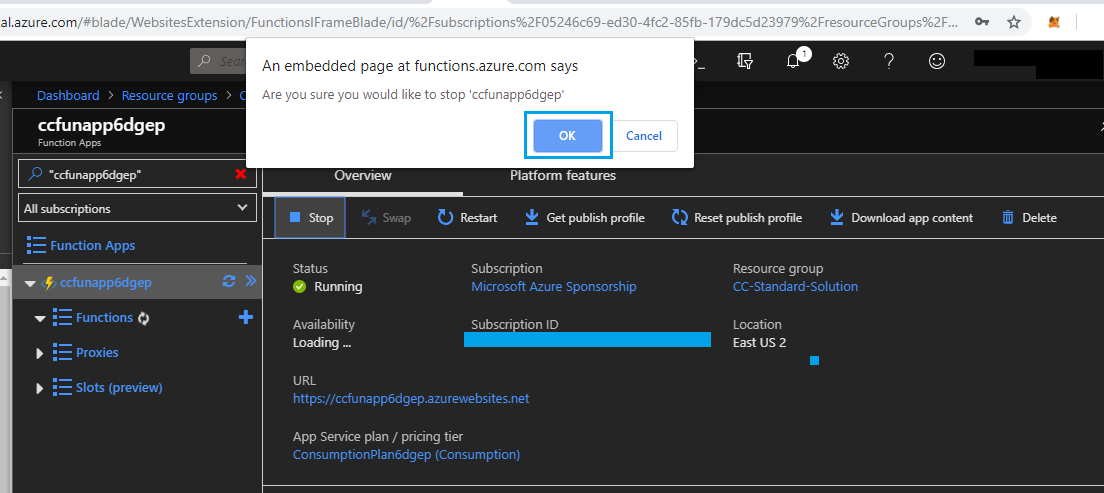 tal.azure.com/#blade/WebsitesExtension/FunctionsIFrameBlade/id/%2Fsubscriptions%2F05246c69-ed30-4fc2-85fb-179dc5d23979%2FresourceGroups%2F...
An embedded page at functions.azure.com says
Are you sure you would like to stop 'ccfunapp6dgep'
OK
Cancel
Sea
1
Dashboard > Resource groups > C
ccfunapp6dgep
Function Apps
"ccfunapp6dgep"
All subscriptions
Function Apps
ccfunapp6dgep
Functions
Proxies
Slots (preview)
Overview
Platform features
Stop
Swap
Restart
Get publish profile
Reset publish profile
Download app content
Delete
Status
Running
Subscription
Microsoft Azure Sponsorship
Resource group
CC-Standard-Solution
Availability
Loading ...
Subscription ID
Location
East US 2
URL
https://ccfunapp6dgep.azurewebsites.net
App Service plan / pricing tier
ConsumptionPlan6dgep (Consumption)